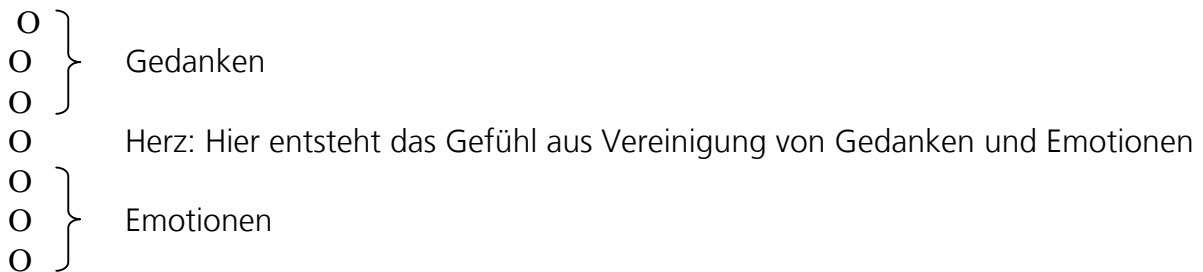 O
O Gedanken
O
O Herz: Hier entsteht das Gefühl aus Vereinigung von Gedanken und Emotionen
O
O Emotionen
O